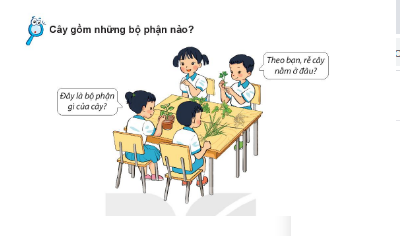 Cây gồm những bộ phận nào?
Theo bạn, rễ cây
nằm ở đâu?
Đây là bộ phận
gì của cây?